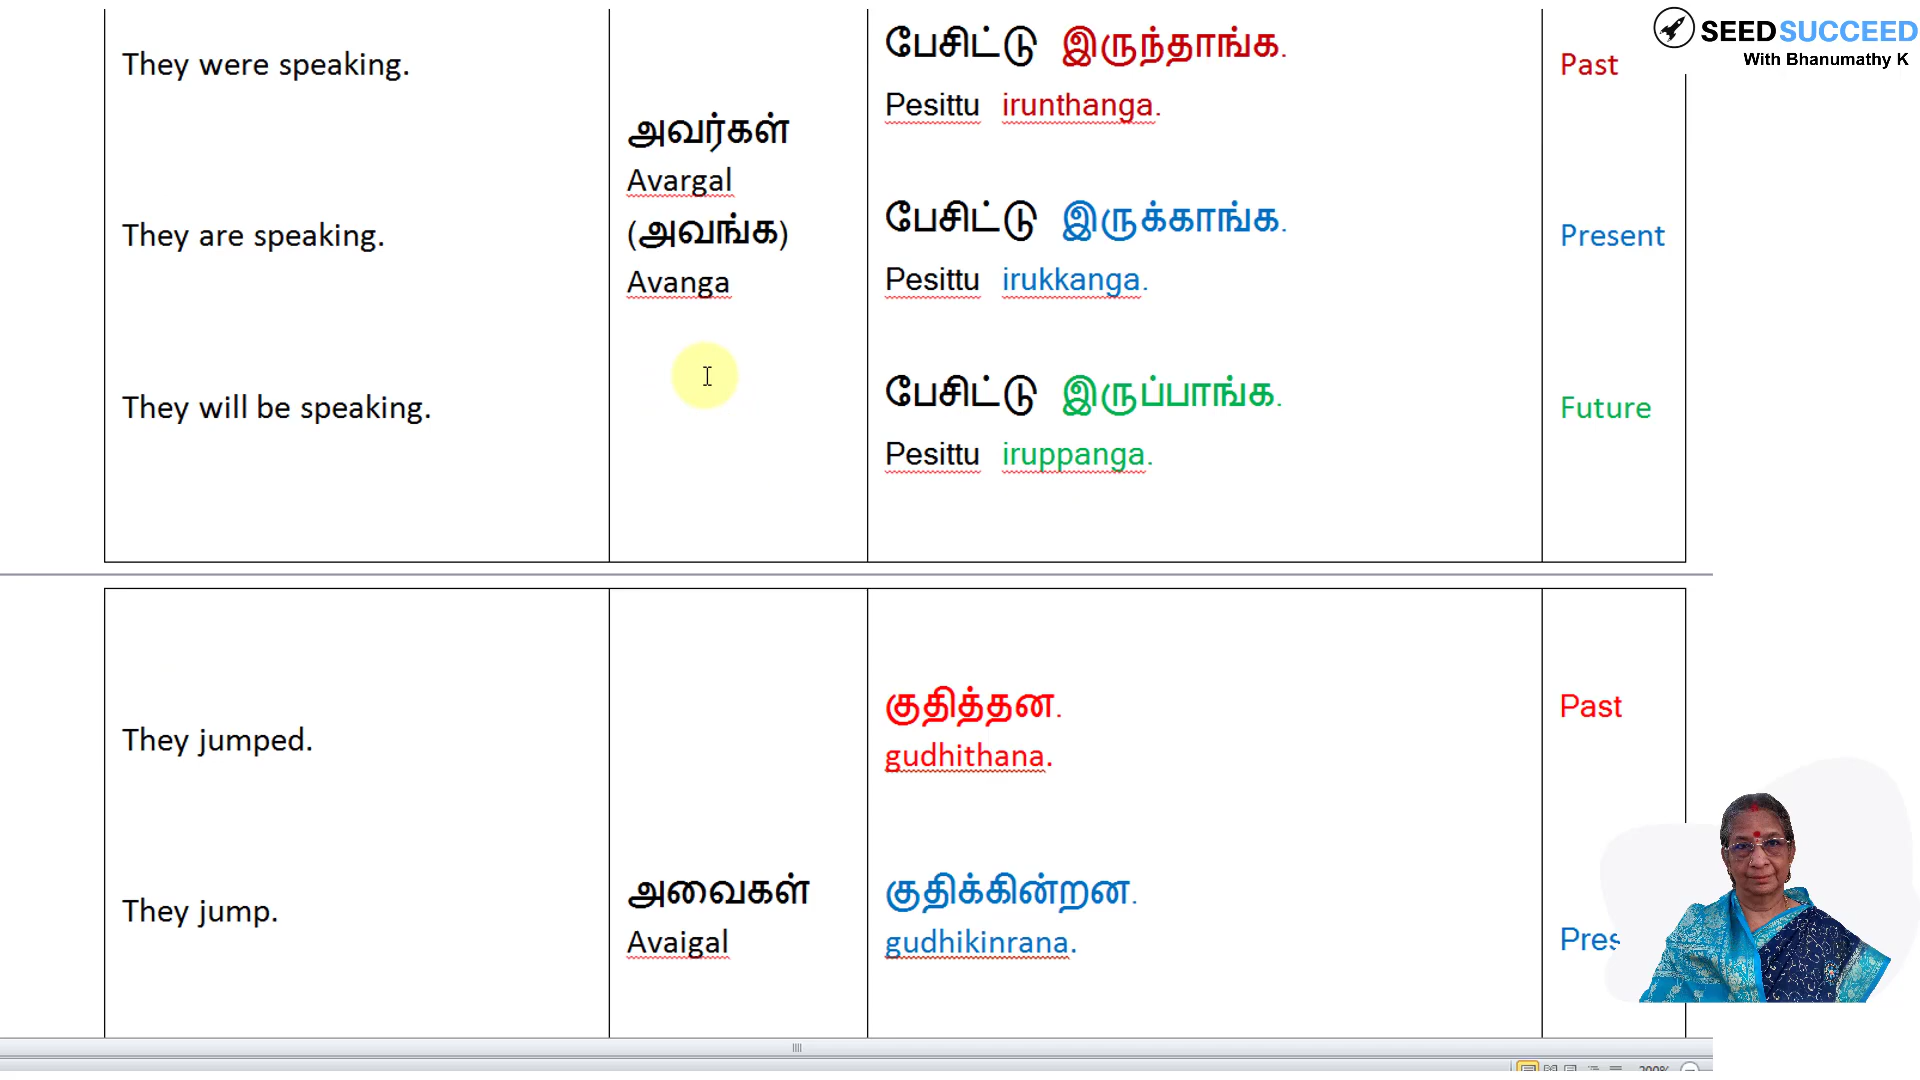 SEEDSUCCEED
With Bhanumathy K
They were speaking.
பேசிட்டு இருந்தாங்க.
Past
Pesittu irunthanga.
அவர்கள்
Avargal
They are speaking.
(அவங்க)
பேசிட்டு இருக்காங்க.
Present
Avanga
Pesittu irukkanga.
They will be speaking.
பேசிட்டு இருப்பாங்க.
Future
Pesittu iruppanga.
They jumped.
குதித்தன.
Past
gudhithana.
They jump.
அவைகள்
குதிக்கின்றன.
Avaigal
gudhikinrana.
Pres